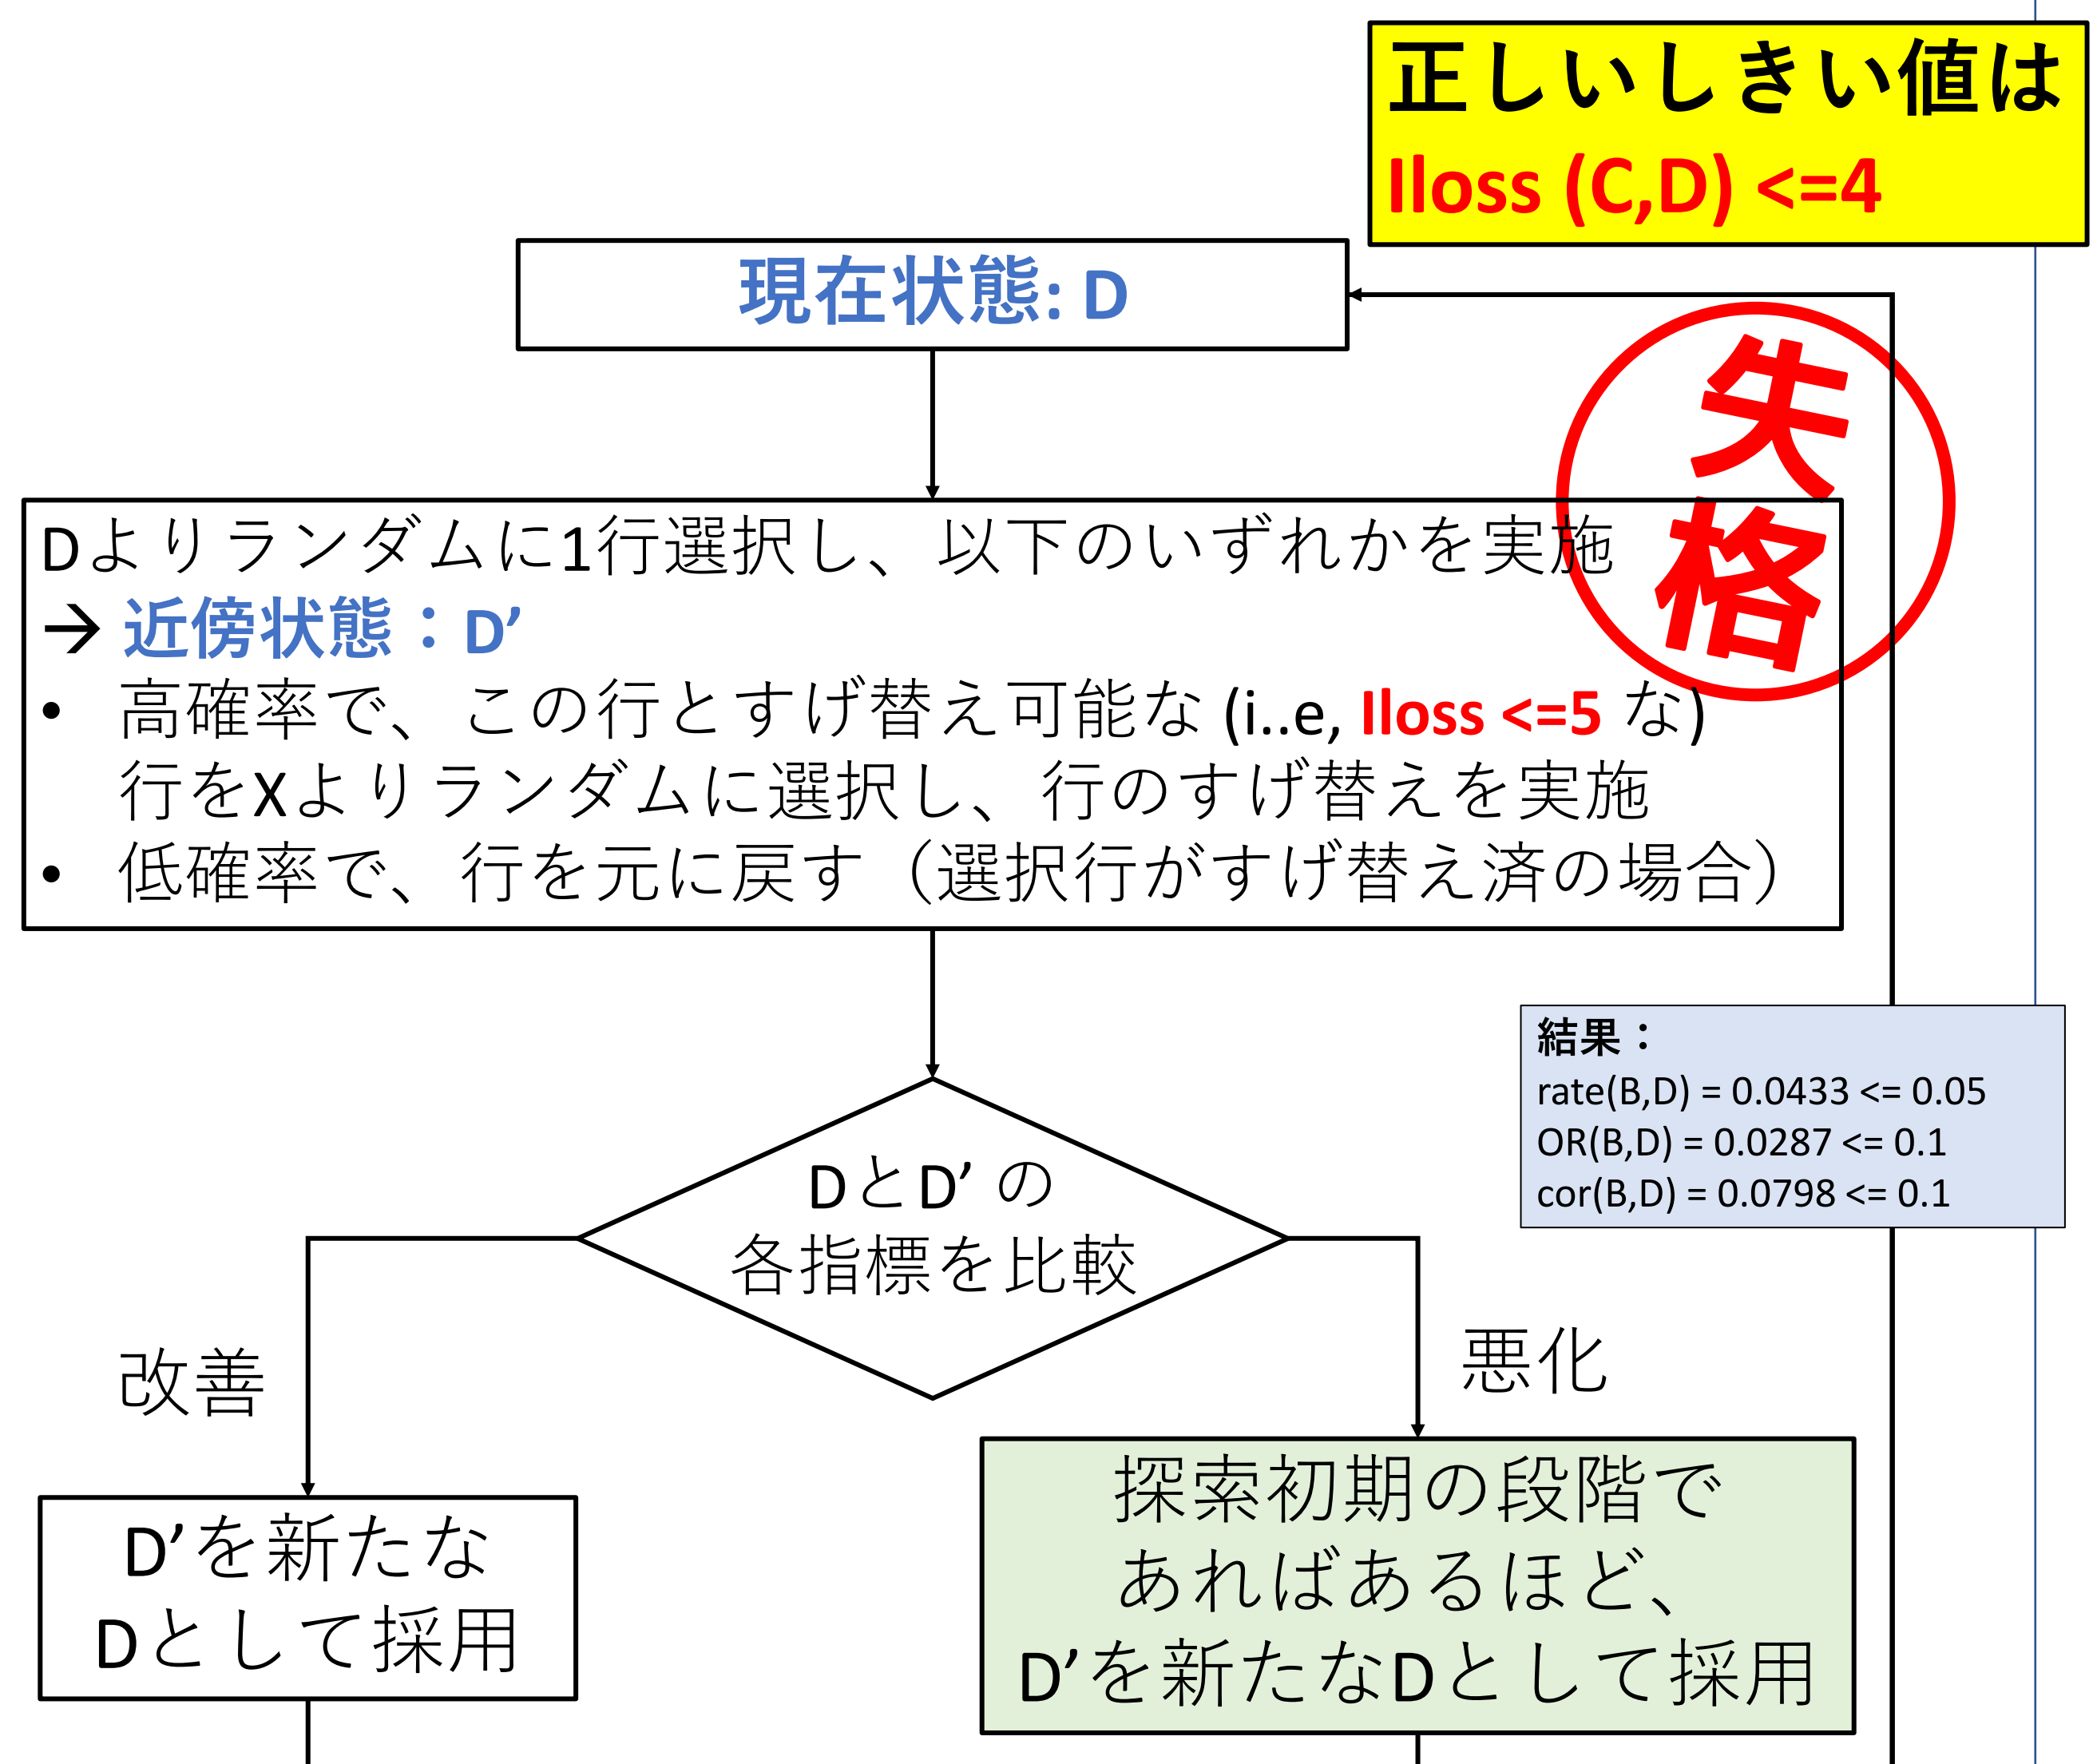 正しいしきい値は
Iloss (C,D) <=4
現在状態: D
失格
Dよりランダムに1行選択し、以下のいずれかを実施
→ 近傍状態：D’
• 高確率で、この行とすげ替え可能な (i..e, Iloss <=5 な)
行をXよりランダムに選択し、行のすげ替えを実施
• 低確率で、行を元に戻す（選択行がすげ替え済の場合）
結果：
rate(B,D) = 0.0433 <= 0.05
OR(B,D) = 0.0287 <= 0.1
cor(B,D) = 0.0798 <= 0.1
DとD’ の
各指標を比較
改善
悪化
D’を新たな
Dとして採用
探索初期の段階で
あればあるほど、
D’を新たなDとして採用